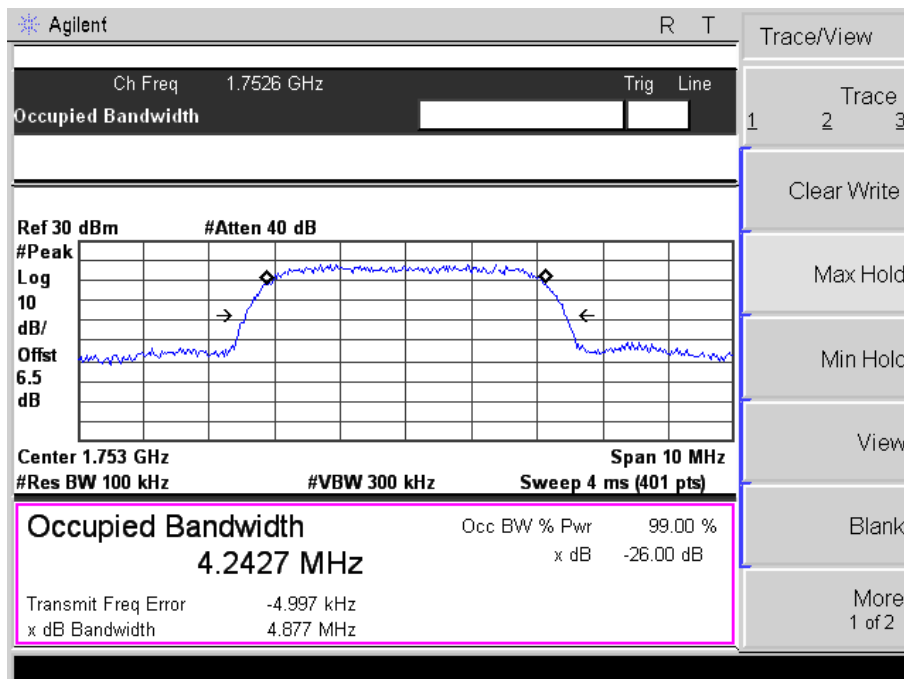 Agilent R T
Ch Freq 1.7526 GHz Trig Line
Occupied Bandwidth
Ref 30 dBm #Atten 40 dB
#Peak
Log
10
dB/
Offst
6.5
dB
Center 1.753 GHz Span 10 MHz
#Res BW 100 kHz #VBW 300 kHz Sweep 4 ms (401 pts)
Occupied Bandwidth Occ BW % Pwr 99.00 %
4.2427 MHz x dB -26.00 dB
Transmit Freq Error -4.997 kHz
x dB Bandwidth 4.877 MHz
Trace/View
Trace
1 2 3
Clear Write
Max Hold
Min Hold
View
Blank
More
1 of 2